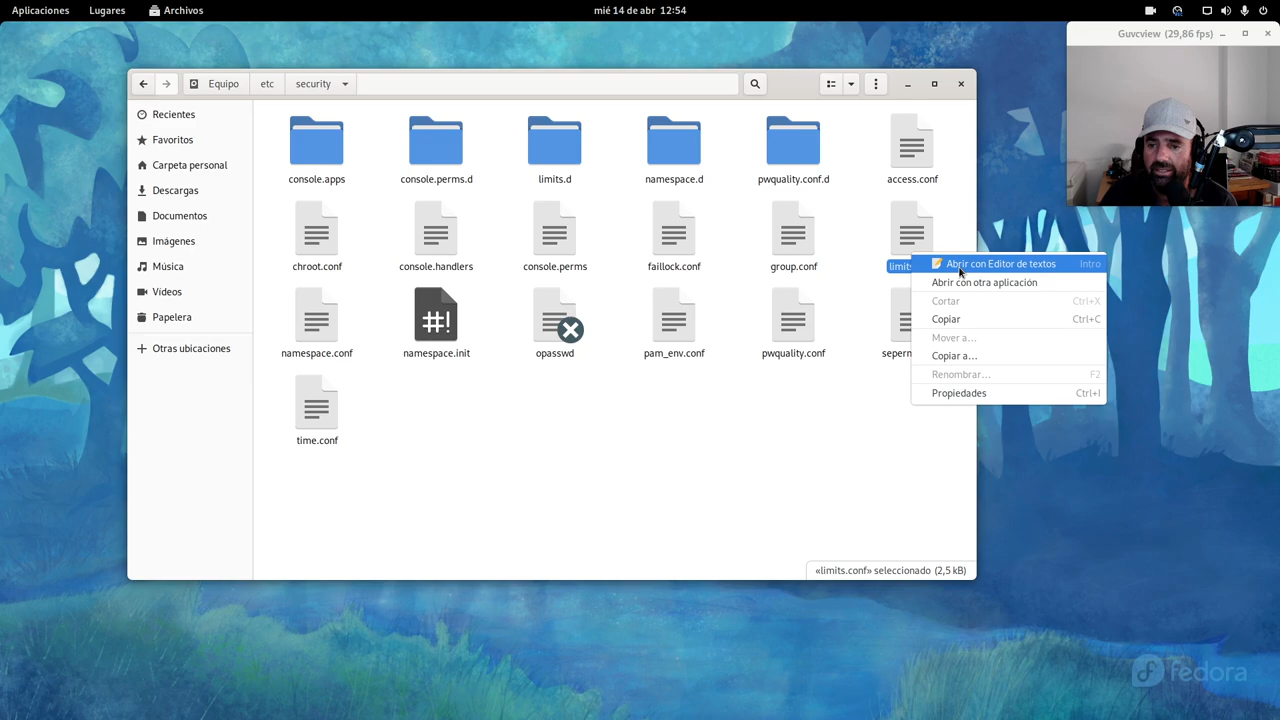 Aplicaciones Lugares Archivos mié 14 de abr 12:54
Guvcview (29,86 fps)
Equipo etc security
Recientes
Favoritos
Carpeta personal
Descargas
Documentos
Imágenes
Música
Vídeos
Papelera
Otras ubicaciones
console.apps console.perms.d limits.d namespace.d pwquality.conf.d access.conf
chroot.conf console.handlers console.perms faillock.conf group.conf
namespace.conf namespace.init opasswd pam_env.conf pwquality.conf
time.conf
Abrir con Editor de textos Intro
Abrir con otra aplicación
Cortar Ctrl+X
Copiar Ctrl+C
Mover a…
Copiar a…
Renombrar… F2
Propiedades Ctrl+I
«limits.conf» seleccionado (2,5 kB)
fedora